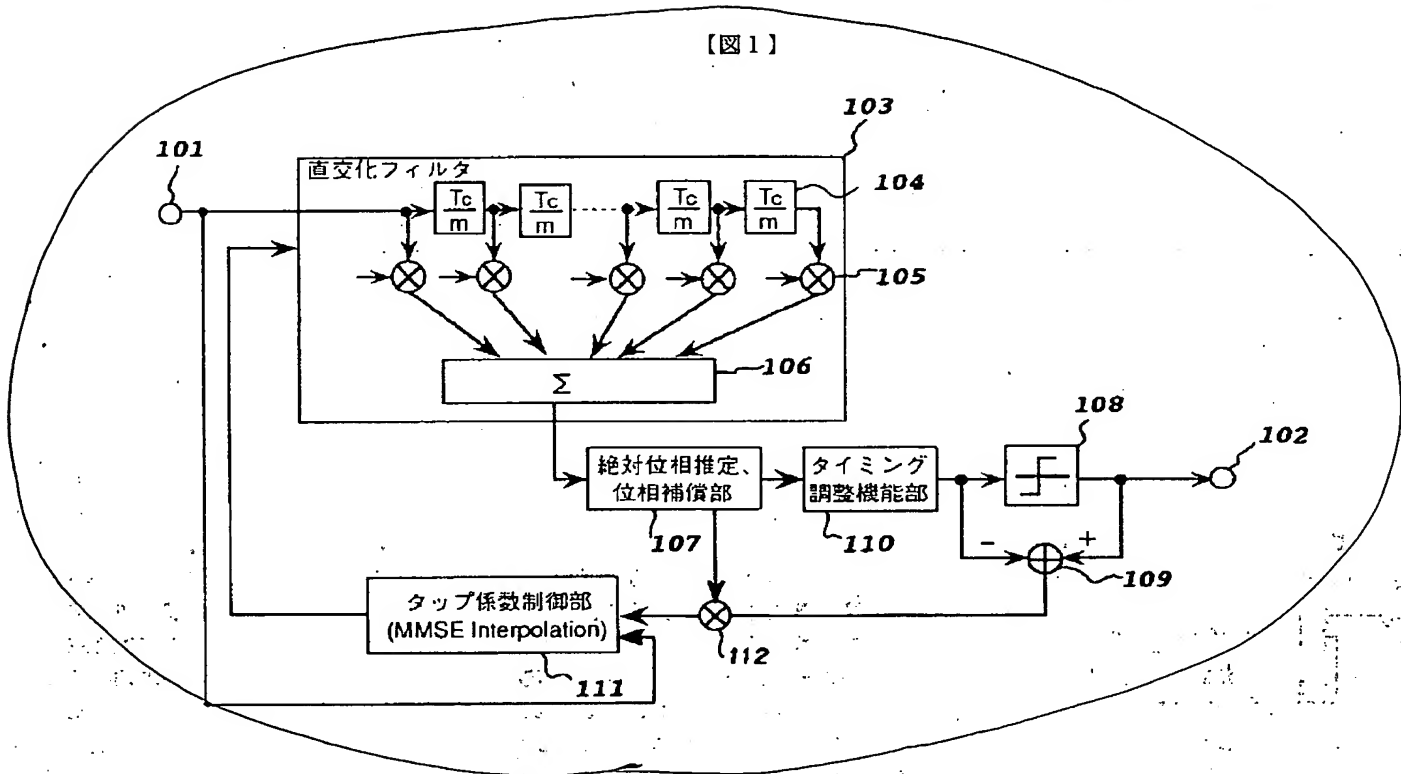 【図1】
103
101
直交化フィルタ
104
Tc
m
Tc
m
Tc
m
Tc
m
105
Σ
106
108
102
絶対位相推定、
位相補償部
タイミング
調整機能部
107
110
-
+
109
タップ係数制御部
(MMSE Interpolation)
112
111